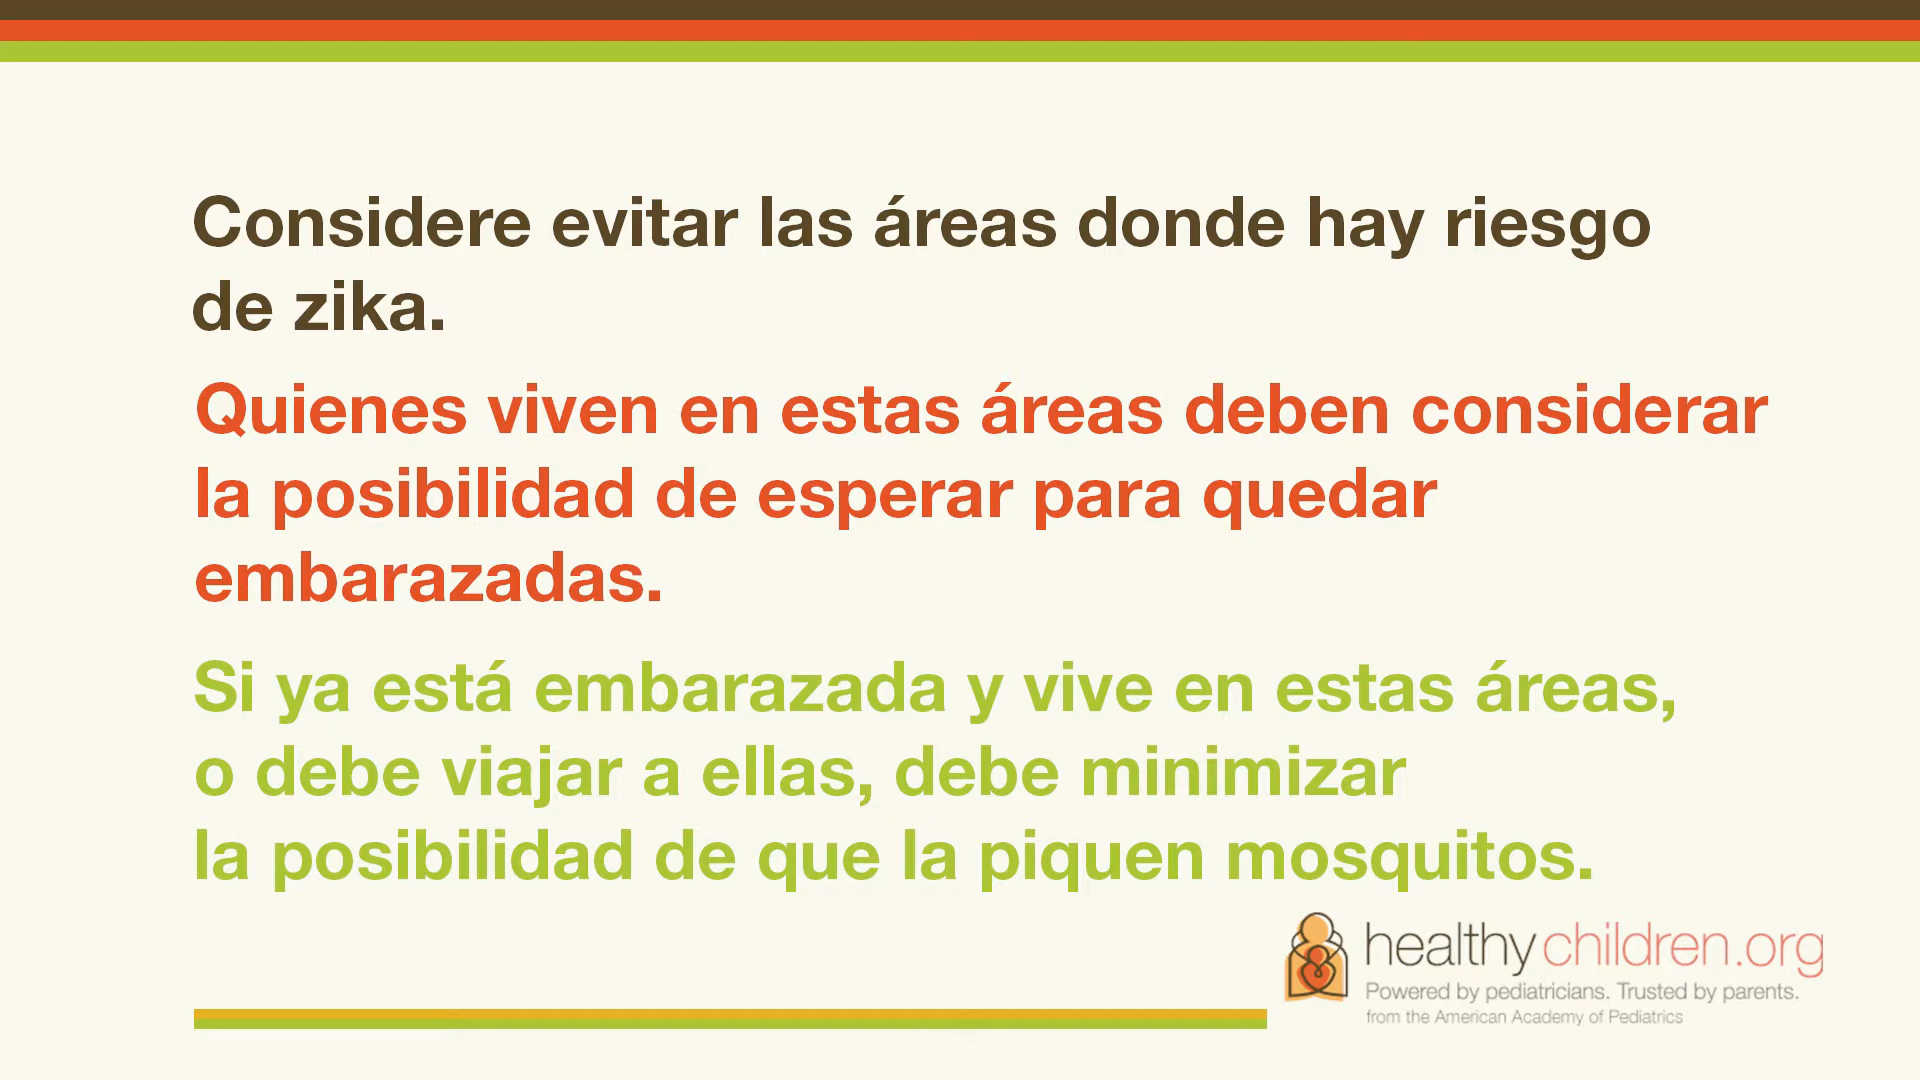 Considere evitar las áreas donde hay riesgo
de zika.
Quienes viven en estas áreas deben considerar
la posibilidad de esperar para quedar
embarazadas.
Si ya está embarazada y vive en estas áreas,
o debe viajar a ellas, debe minimizar
la posibilidad de que la piquen mosquitos.
healthychildren.org
Powered by pediatricians. Trusted by parents.
from the American Academy of Pediatrics